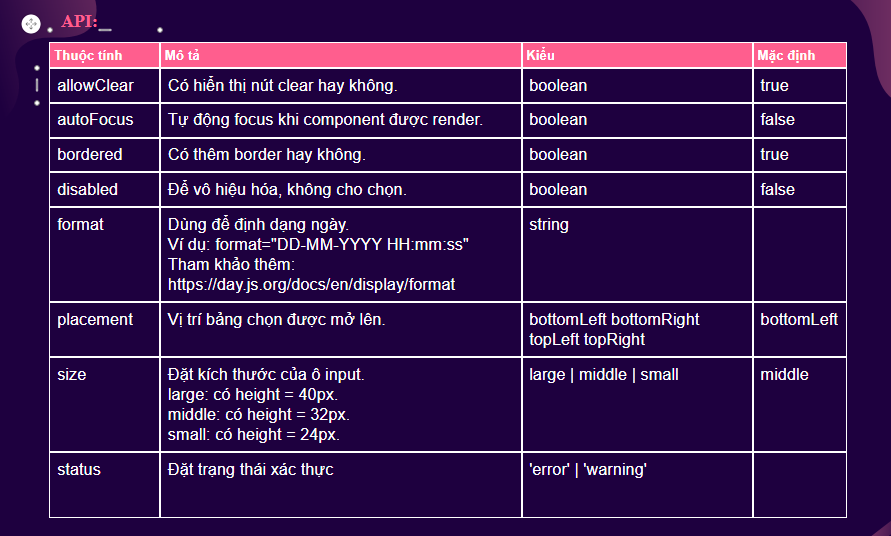 API:_
Thuộc tính Mô tả Kiểu Mặc định
allowClear Có hiển thị nút clear hay không. boolean true
autoFocus Tự động focus khi component được render. boolean false
bordered Có thêm border hay không. boolean true
disabled Để vô hiệu hóa, không cho chọn. boolean false
format Dùng để định dạng ngày. string
Ví dụ: format="DD-MM-YYYY HH:mm:ss"
Tham khảo thêm:
https://day.js.org/docs/en/display/format
placement Vị trí bảng chọn được mở lên. bottomLeft bottomRight bottomLeft
topLeft topRight
size Đặt kích thước của ô input. large | middle | small middle
large: có height = 40px.
middle: có height = 32px.
small: có height = 24px.
status Đặt trạng thái xác thực 'error' | 'warning'